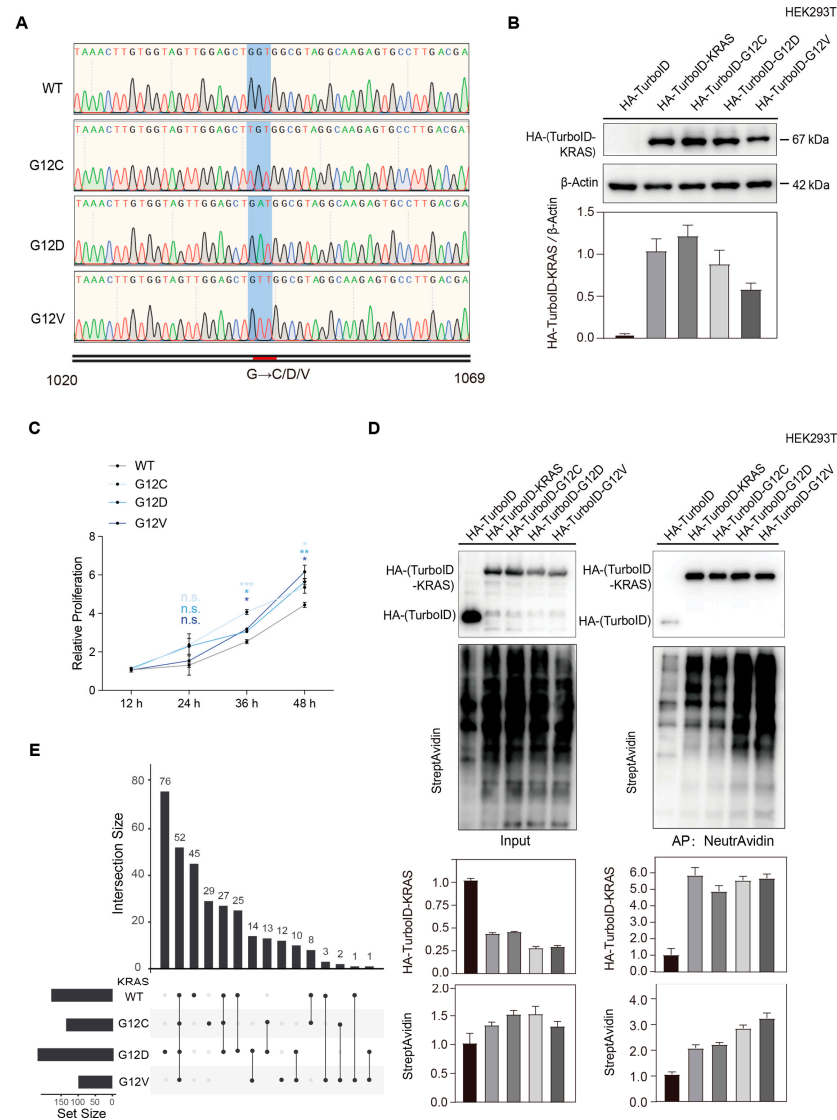 A
TAAACTTGTGGTAGTTGGAGCTGGTGGCGTAGGCAAGAGTGCCTTGACGA
WT
TAAACTTGTGGTAGTTGGAGCTTGTGGCGTAGGCAAGAGTGCCTTGACGAT
G12C
TAAACTTGTGGTAGTTGGAGCTGATGGCGTAGGCAAGAGTGCCTTGACGA
G12D
TAAACTTGTGGTAGTTGGAGCTGTTGGCGTAGGCAAGAGTGCCTTGACGA
G12V
1020
G→C/D/V
1069
B
HEK293T
HA-TurboID
HA-TurboID-KRAS
HA-TurboID-G12C
HA-TurboID-G12D
HA-TurboID-G12V
HA-(TurboID-
KRAS)
67 kDa
β-Actin
42 kDa
HA-TurboID-KRAS / β-Actin
1.5
1.0
0.5
0.0
C
WT
G12C
G12D
G12V
Relative Proliferation
8
6
4
2
0
n.s.
n.s.
n.s.
***
*
*
*
**
*
12 h
24 h
36 h
48 h
D
HEK293T
HA-TurboID
HA-TurboID-KRAS
HA-TurboID-G12C
HA-TurboID-G12D
HA-TurboID-G12V
HA-TurboID
HA-TurboID-KRAS
HA-TurboID-G12C
HA-TurboID-G12D
HA-TurboID-G12V
HA-(TurboID
-KRAS)
HA-(TurboID)
HA-(TurboID
-KRAS)
HA-(TurboID)
StreptAvidin
StreptAvidin
Input
AP: NeutrAvidin
HA-TurboID-KRAS
1.0
0.75
0.5
0.25
0
HA-TurboID-KRAS
6.0
5.0
4.0
3.0
2.0
1.0
0
StreptAvidin
2.0
1.5
1.0
0.5
0.0
StreptAvidin
4.0
3.0
2.0
1.0
0
E
Intersection Size
80
60
40
20
0
76
52
45
29
27
25
14
13
12
10
8
3
2
1
1
KRAS
WT
G12C
G12D
G12V
150
100
50
0
Set Size